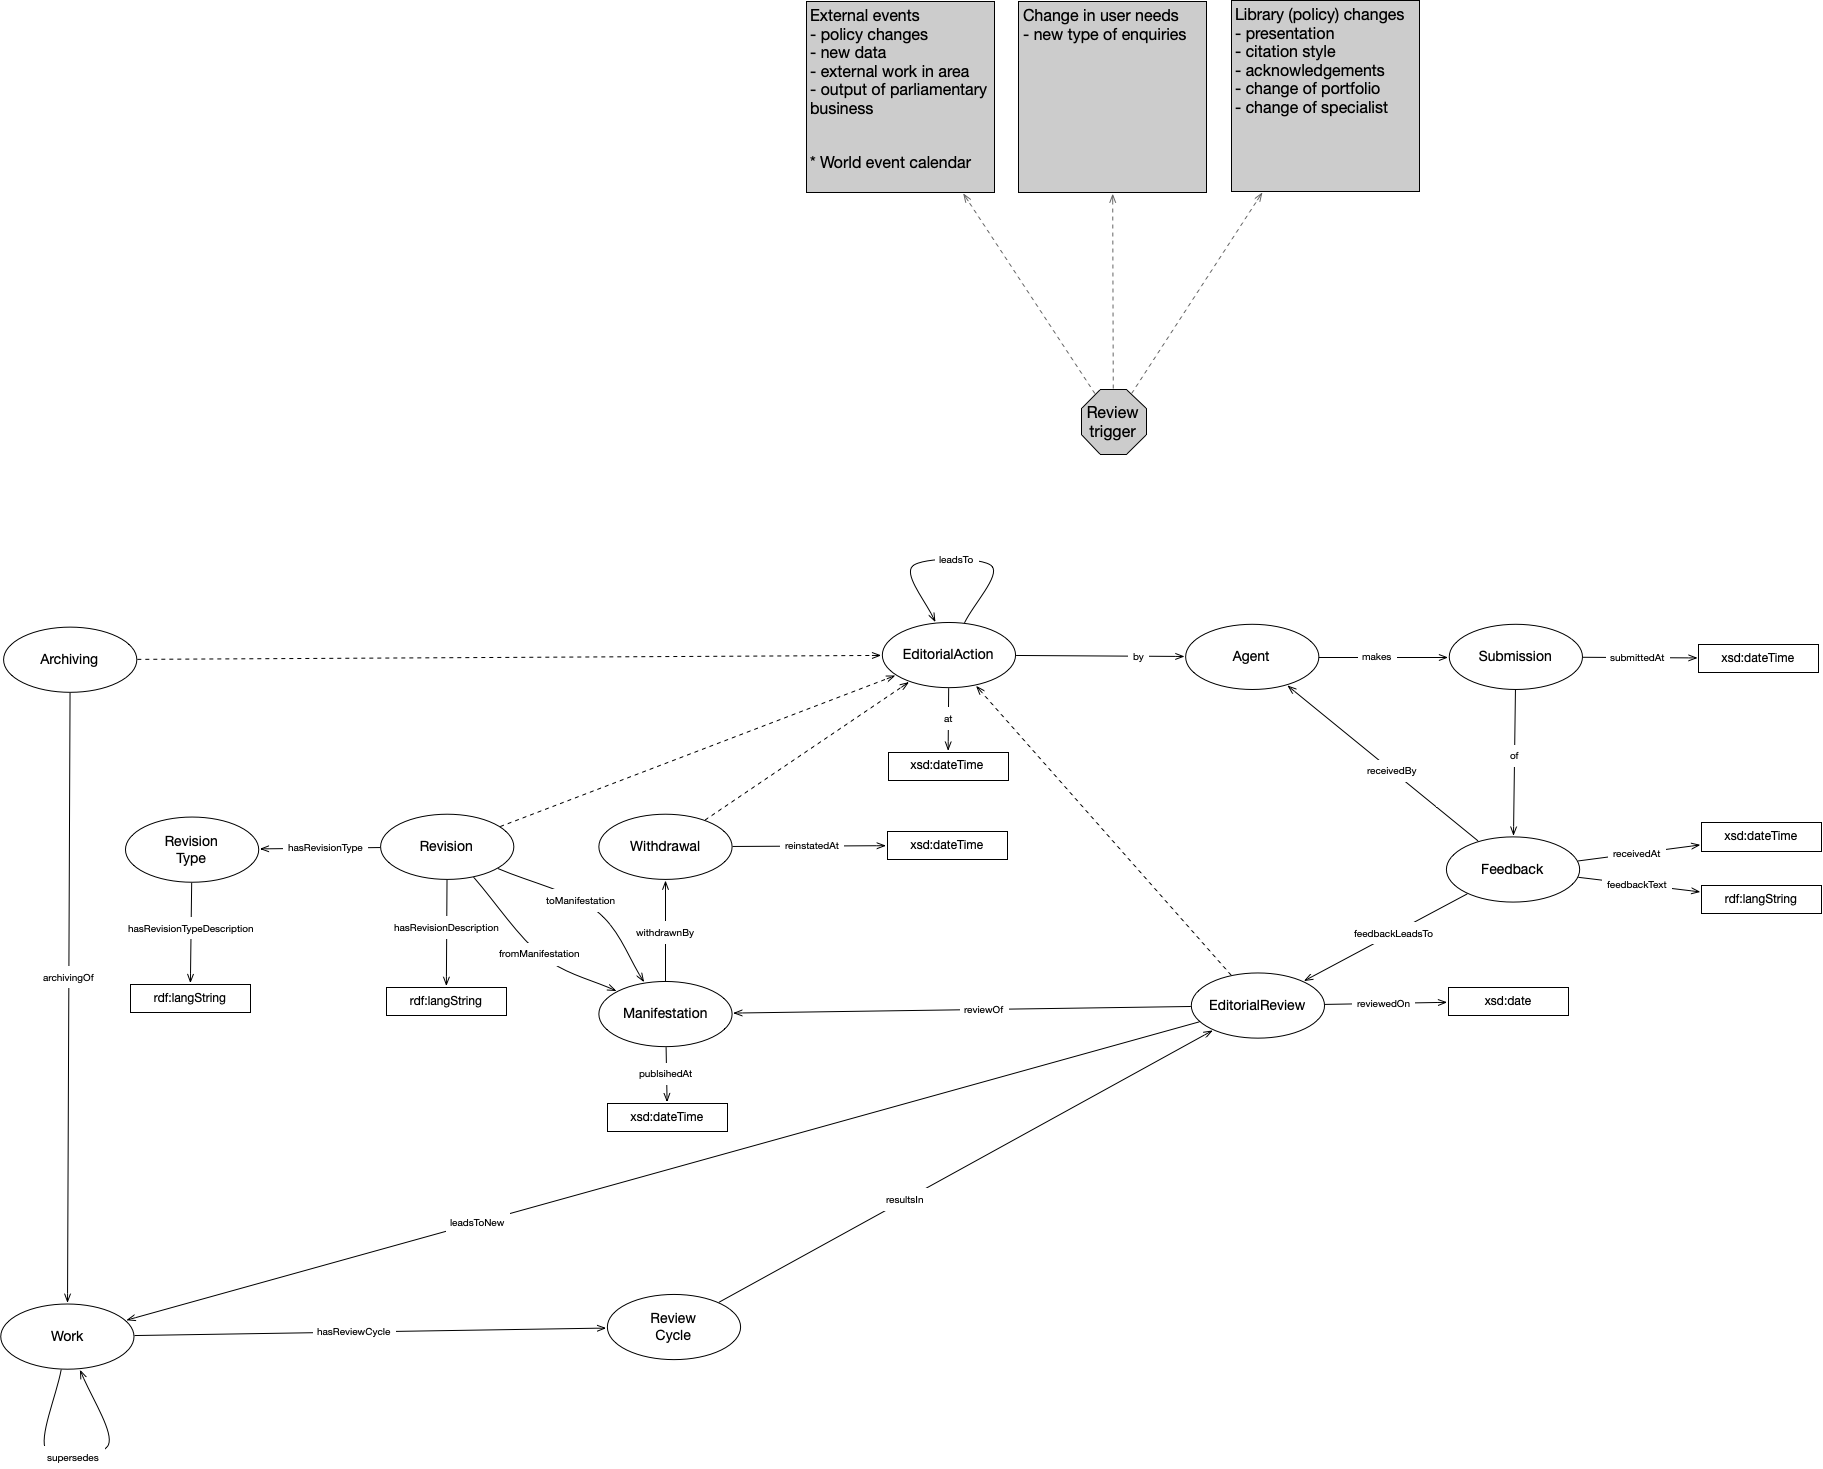 External events
- policy changes
- new data
- external work in area
- output of parliamentary
business
* World event calendar
Change in user needs
- new type of enquiries
Library (policy) changes
- presentation
- citation style
- acknowledgements
- change of portfolio
- change of specialist
Review
trigger
leadsTo
Archiving
EditorialAction
by
Agent
makes
Submission
submittedAt
xsd:dateTime
at
xsd:dateTime
of
receivedBy
Revision
Type
hasRevisionType
Revision
Withdrawal
reinstatedAt
xsd:dateTime
Feedback
receivedAt
xsd:dateTime
feedbackText
rdf:langString
toManifestation
hasRevisionTypeDescription
hasRevisionDescription
withdrawnBy
feedbackLeadsTo
fromManifestation
archivingOf
rdf:langString
rdf:langString
Manifestation
reviewOf
EditorialReview
reviewedOn
xsd:date
publsihedAt
xsd:dateTime
resultsIn
leadsToNew
Work
hasReviewCycle
Review
Cycle
supersedes